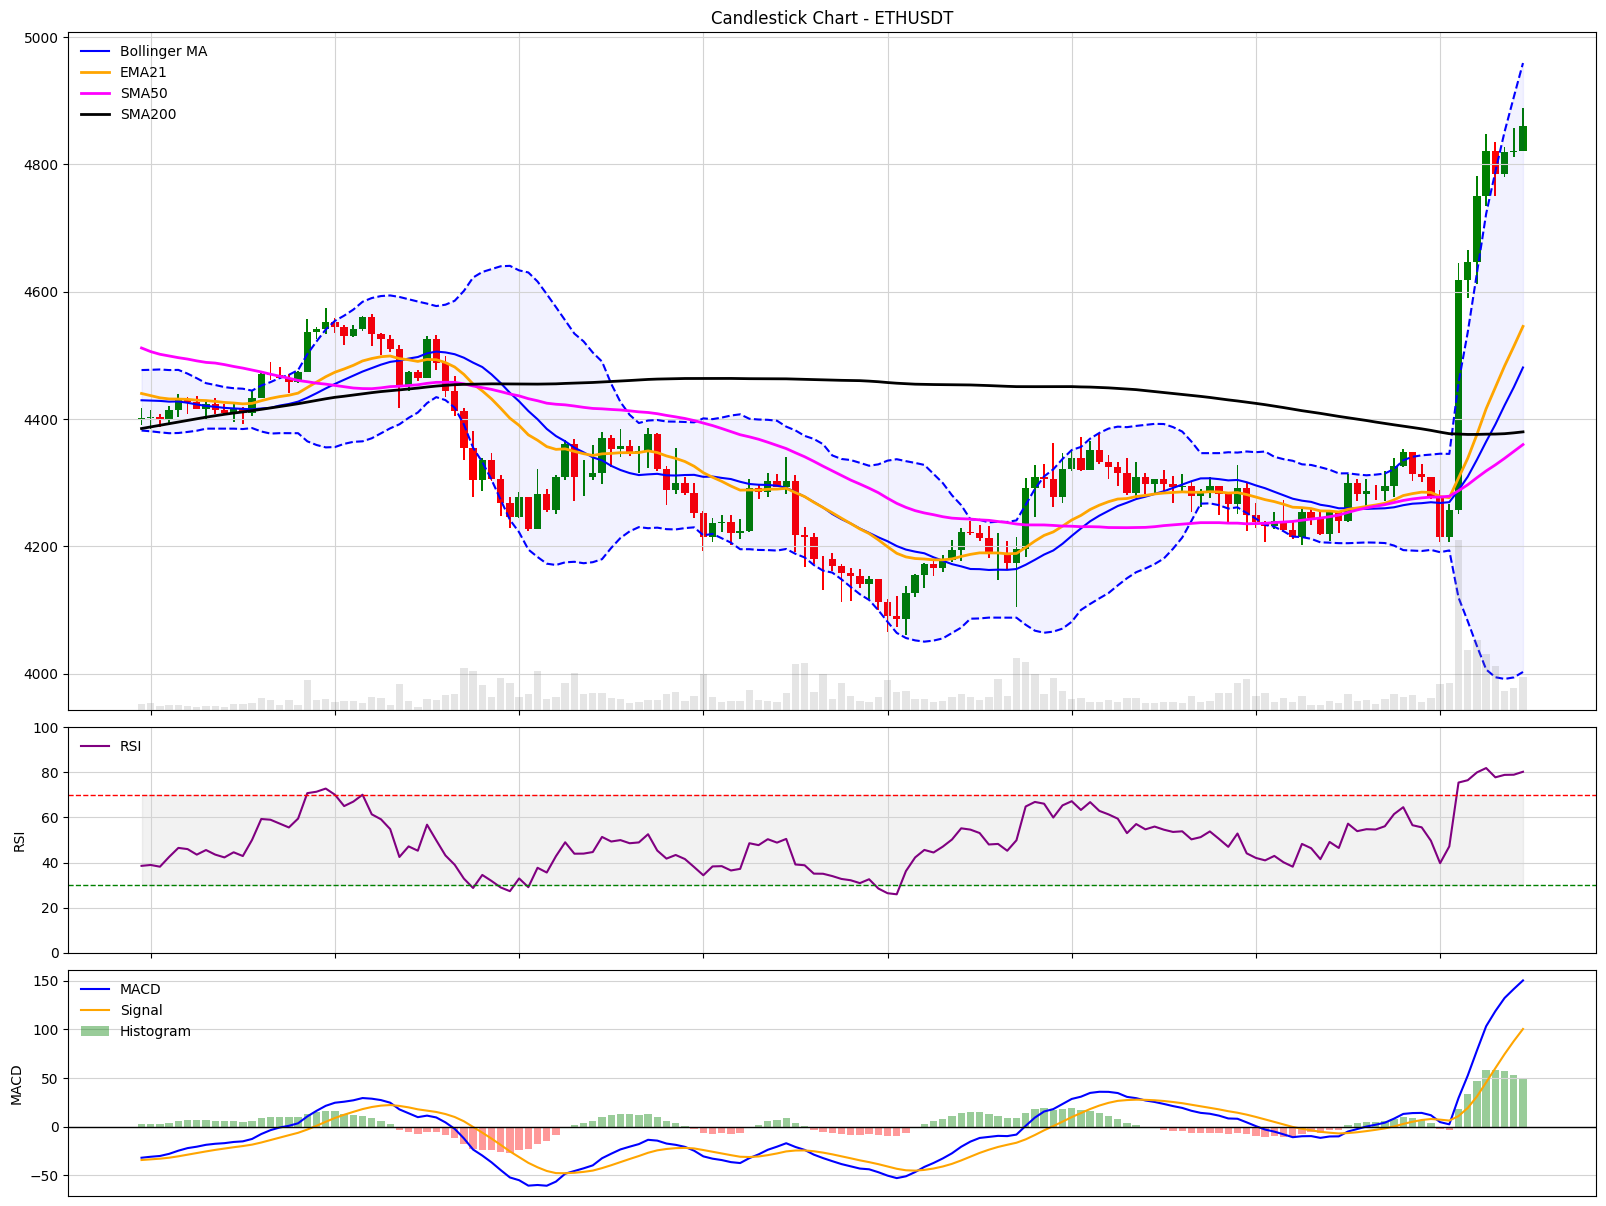 Candlestick Chart - ETHUSDT
5000
4800
4600
4400
4200
4000
Bollinger MA
EMA21
SMA50
SMA200
100
80
60
40
20
0
RSI
RSI
150
100
50
0
−50
MACD
MACD
Signal
Histogram